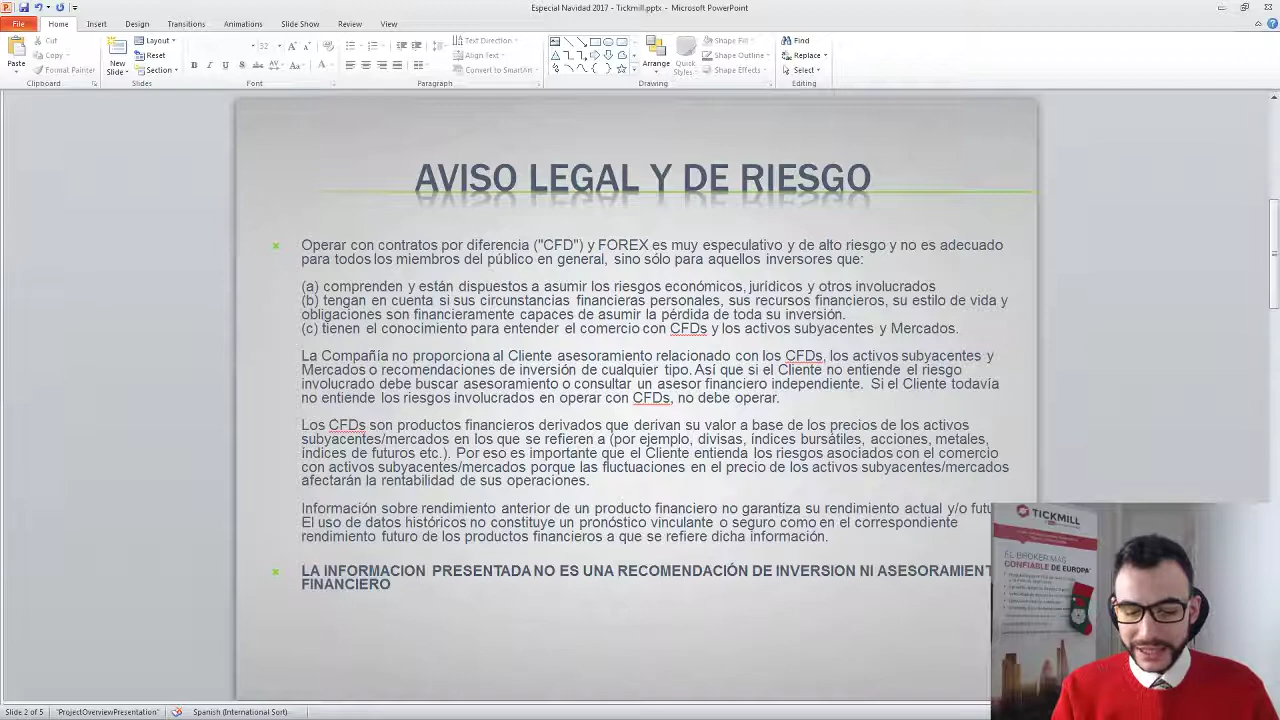 Especial Navidad 2017 - Tickmill.pptx - Microsoft PowerPoint
File Home Insert Design Transitions Animations Slide Show Review View
Paste
Cut
Copy
Format Painter
Clipboard
New
Slide
Layout
Reset
Section
Slides
32
Font
Text Direction
Align Text
Convert to SmartArt
Paragraph
Arrange
Quick
Styles
Shape Fill
Shape Outline
Shape Effects
Drawing
Find
Replace
Select
Editing
AVISO LEGAL Y DE RIESGO
Operar con contratos por diferencia ("CFD") y FOREX es muy especulativo y de alto riesgo y no es adecuado
para todos los miembros del público en general, sino sólo para aquellos inversores que:
(a) comprenden y están dispuestos a asumir los riesgos económicos, jurídicos y otros involucrados
(b) tengan en cuenta si sus circunstancias financieras personales, sus recursos financieros, su estilo de vida y
obligaciones son financieramente capaces de asumir la pérdida de toda su inversión.
(c) tienen el conocimiento para entender el comercio con CFDs y los activos subyacentes y Mercados.
La Compañía no proporciona al Cliente asesoramiento relacionado con los CFDs, los activos subyacentes y
Mercados o recomendaciones de inversión de cualquier tipo. Así que si el Cliente no entiende el riesgo
involucrado debe buscar asesoramiento o consultar un asesor financiero independiente. Si el Cliente todavía
no entiende los riesgos involucrados en operar con CFDs, no debe operar.
Los CFDs son productos financieros derivados que derivan su valor a base de los precios de los activos
subyacentes/mercados en los que se refieren a (por ejemplo, divisas, índices bursátiles, acciones, metales,
índices de futuros etc.). Por eso es importante que el Cliente entienda los riesgos asociados con el comercio
con activos subyacentes/mercados porque las fluctuaciones en el precio de los activos subyacentes/mercados
afectarán la rentabilidad de sus operaciones.
Información sobre rendimiento anterior de un producto financiero no garantiza su rendimiento actual y/o futu
El uso de datos históricos no constituye un pronóstico vinculante o seguro como en el correspondiente
rendimiento futuro de los productos financieros a que se refiere dicha información.
LA INFORMACION PRESENTADA NO ES UNA RECOMENDACIÓN DE INVERSION NI ASESORAMIENT
FINANCIERO
TICKMILL
EL BROKER MÁS
CONFIABLE DE EUROPA
Slide 2 of 5 "ProjectOverviewPresentation" Spanish (International Sort)